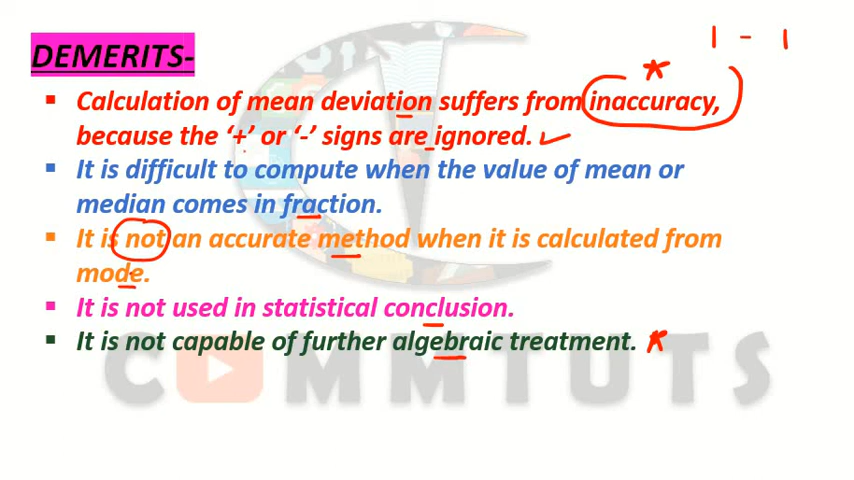 DEMERITS-
| - |
▪ Calculation of mean deviation suffers from inaccuracy,
because the ‘+’ or ‘-’ signs are ignored.
▪ It is difficult to compute when the value of mean or
median comes in fraction.
▪ It is not an accurate method when it is calculated from
mode.
▪ It is not used in statistical conclusion.
▪ It is not capable of further algebraic treatment.
COMMTUTS